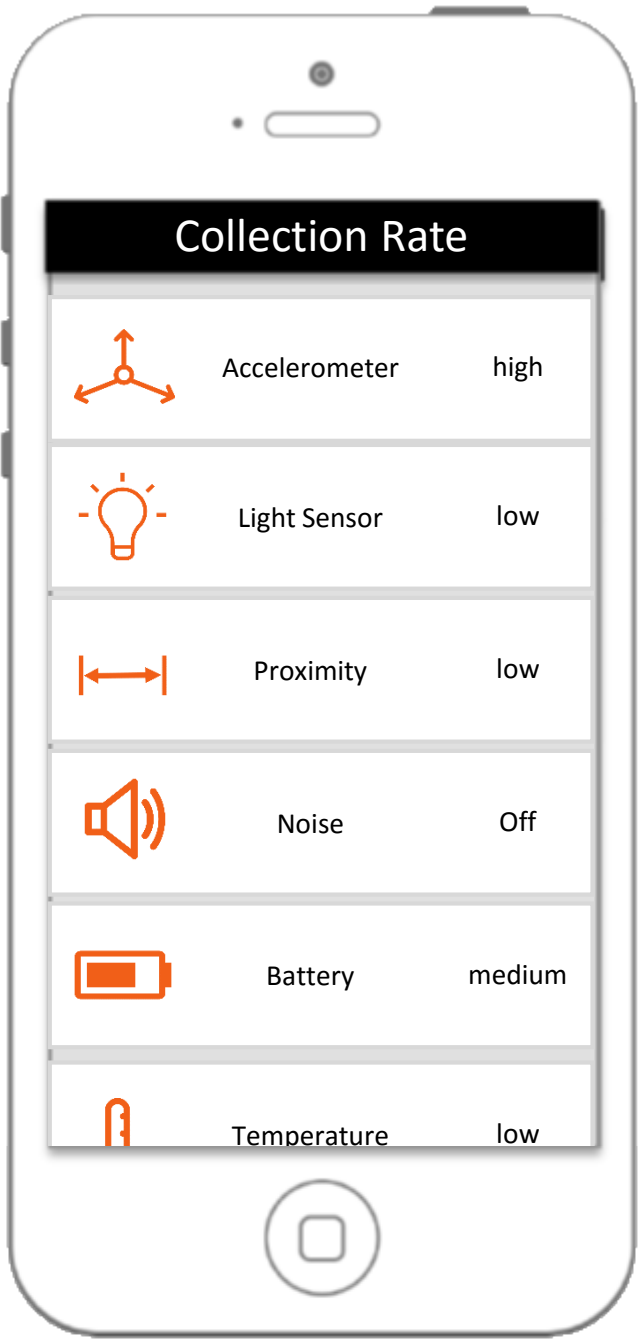 Collection Rate
Accelerometer high
Light Sensor low
Proximity low
Noise Off
Battery medium
Temperature low